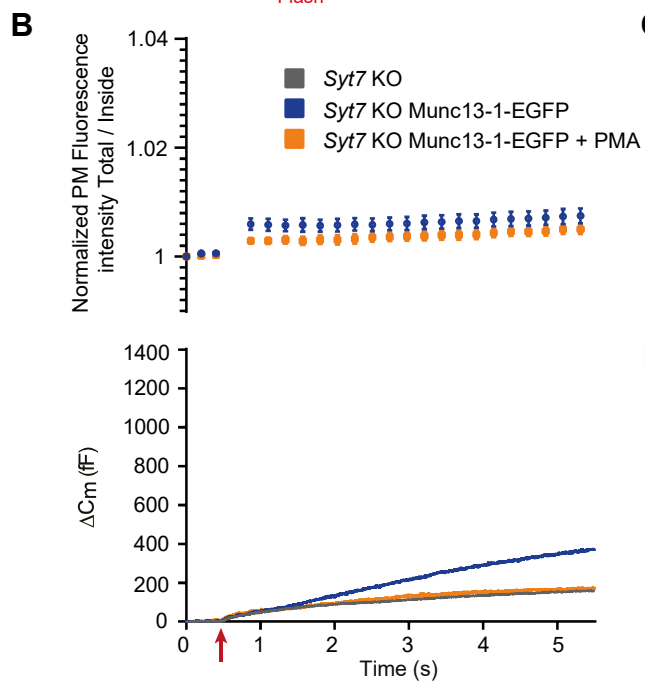 Flash
B
Normalized PM Fluorescence
intensity Total / Inside
1.04
1.02
1
Syt7 KO
Syt7 KO Munc13-1-EGFP
Syt7 KO Munc13-1-EGFP + PMA
ΔCm (fF)
1400
1200
1000
800
600
400
200
0
0 1 2 3 4 5
Time (s)